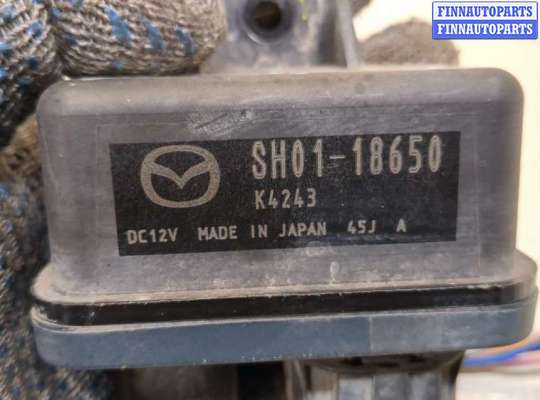 FINNAUTOPARTS
FINNAUTOPARTS
SH01-18650
K4243
DC12V MADE IN JAPAN 45J A